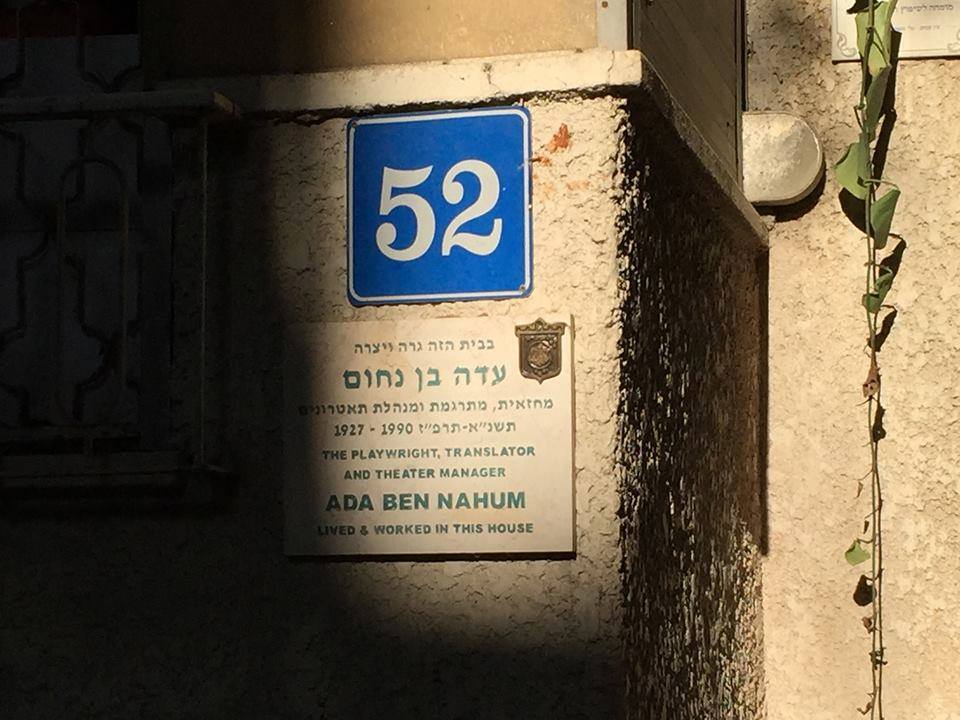 52
בבית הזה גרה ויצרה
עדה בן נחום
מחזאית, מתרגמת ומנהלת תאטרונים
תשנ"א-תרפ"ז 1990 - 1927
THE PLAYWRIGHT, TRANSLATOR
AND THEATER MANAGER
ADA BEN NAHUM
LIVED & WORKED IN THIS HOUSE